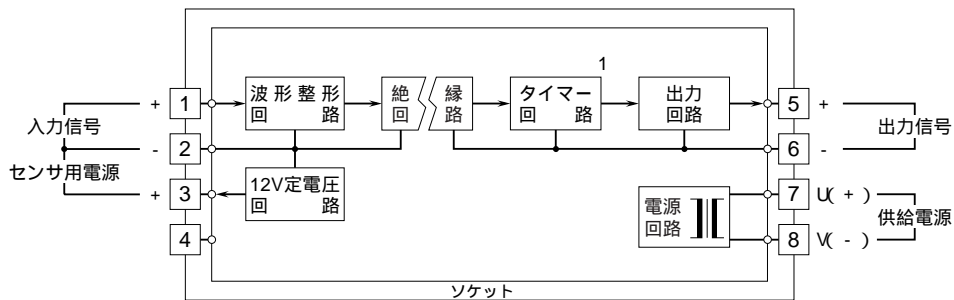 1
波形整形
回路
絶縁
回路
タイマー
回路
出力
回路
+ 1
5 +
入力信号
出力信号
- 2
6 -
センサ用電源
12V定電圧
回路
+ 3
7 U( + )
電源
回路
供給電源
4
8 V( - )
ソケット